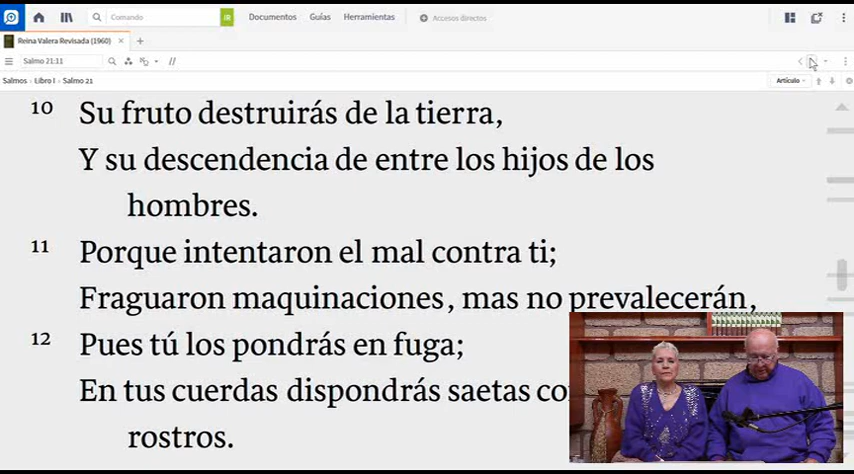 Comando
IR
Documentos
Guías
Herramientas
Accesos directos
Reina Valera Revisada (1960)
Salmo 21:11
Salmos › Libro I › Salmo 21
Artículo
10 Su fruto destruirás de la tierra,
Y su descendencia de entre los hijos de los
hombres.
11 Porque intentaron el mal contra ti;
Fraguaron maquinaciones, mas no prevalecerán,
12 Pues tú los pondrás en fuga;
En tus cuerdas dispondrás saetas co
rostros.